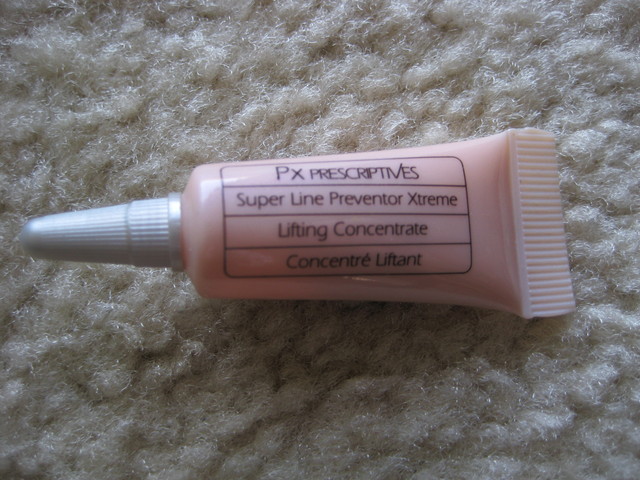 Px PRESCRIPTIVES
Super Line Preventor Xtreme
Lifting Concentrate
Concentré Liftant